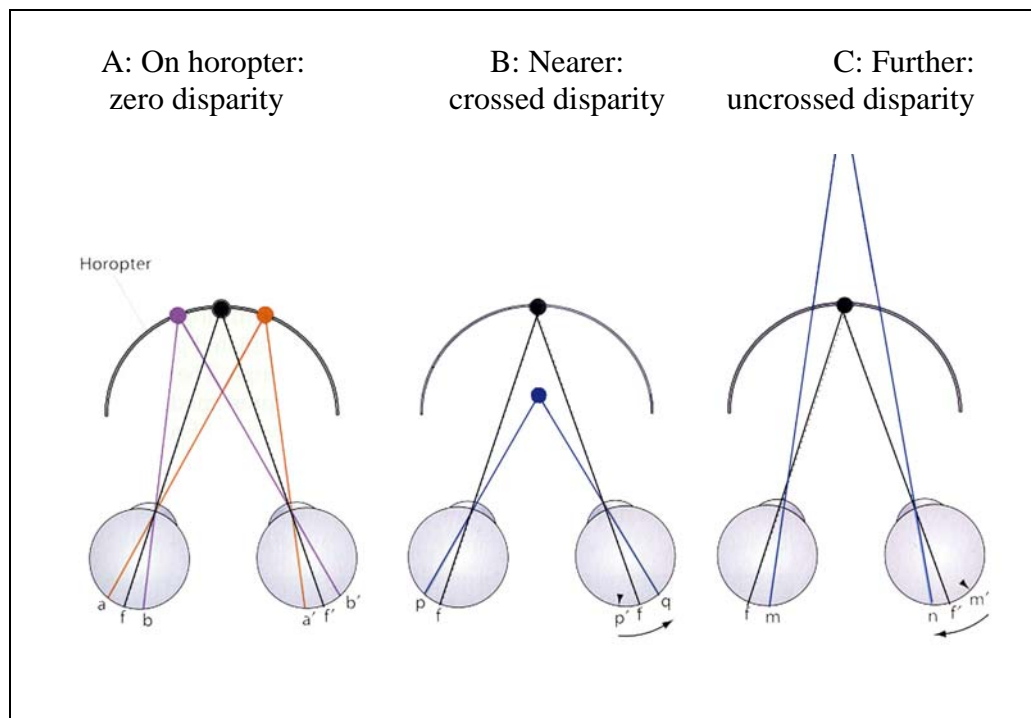 A: On horopter:
zero disparity
B: Nearer:
crossed disparity
C: Further:
uncrossed disparity
Horopter
a f b a′ f′ b′
p f p′ f q
f m n f′ m′